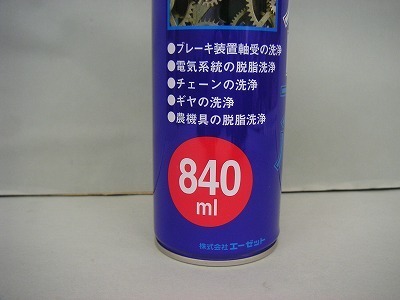 ●ブレーキ装置軸受の洗浄
●電気系統の脱脂洗浄
●チェーンの洗浄
●ギヤの洗浄
●農機具の脱脂洗浄
840
ml
株式会社エーゼット